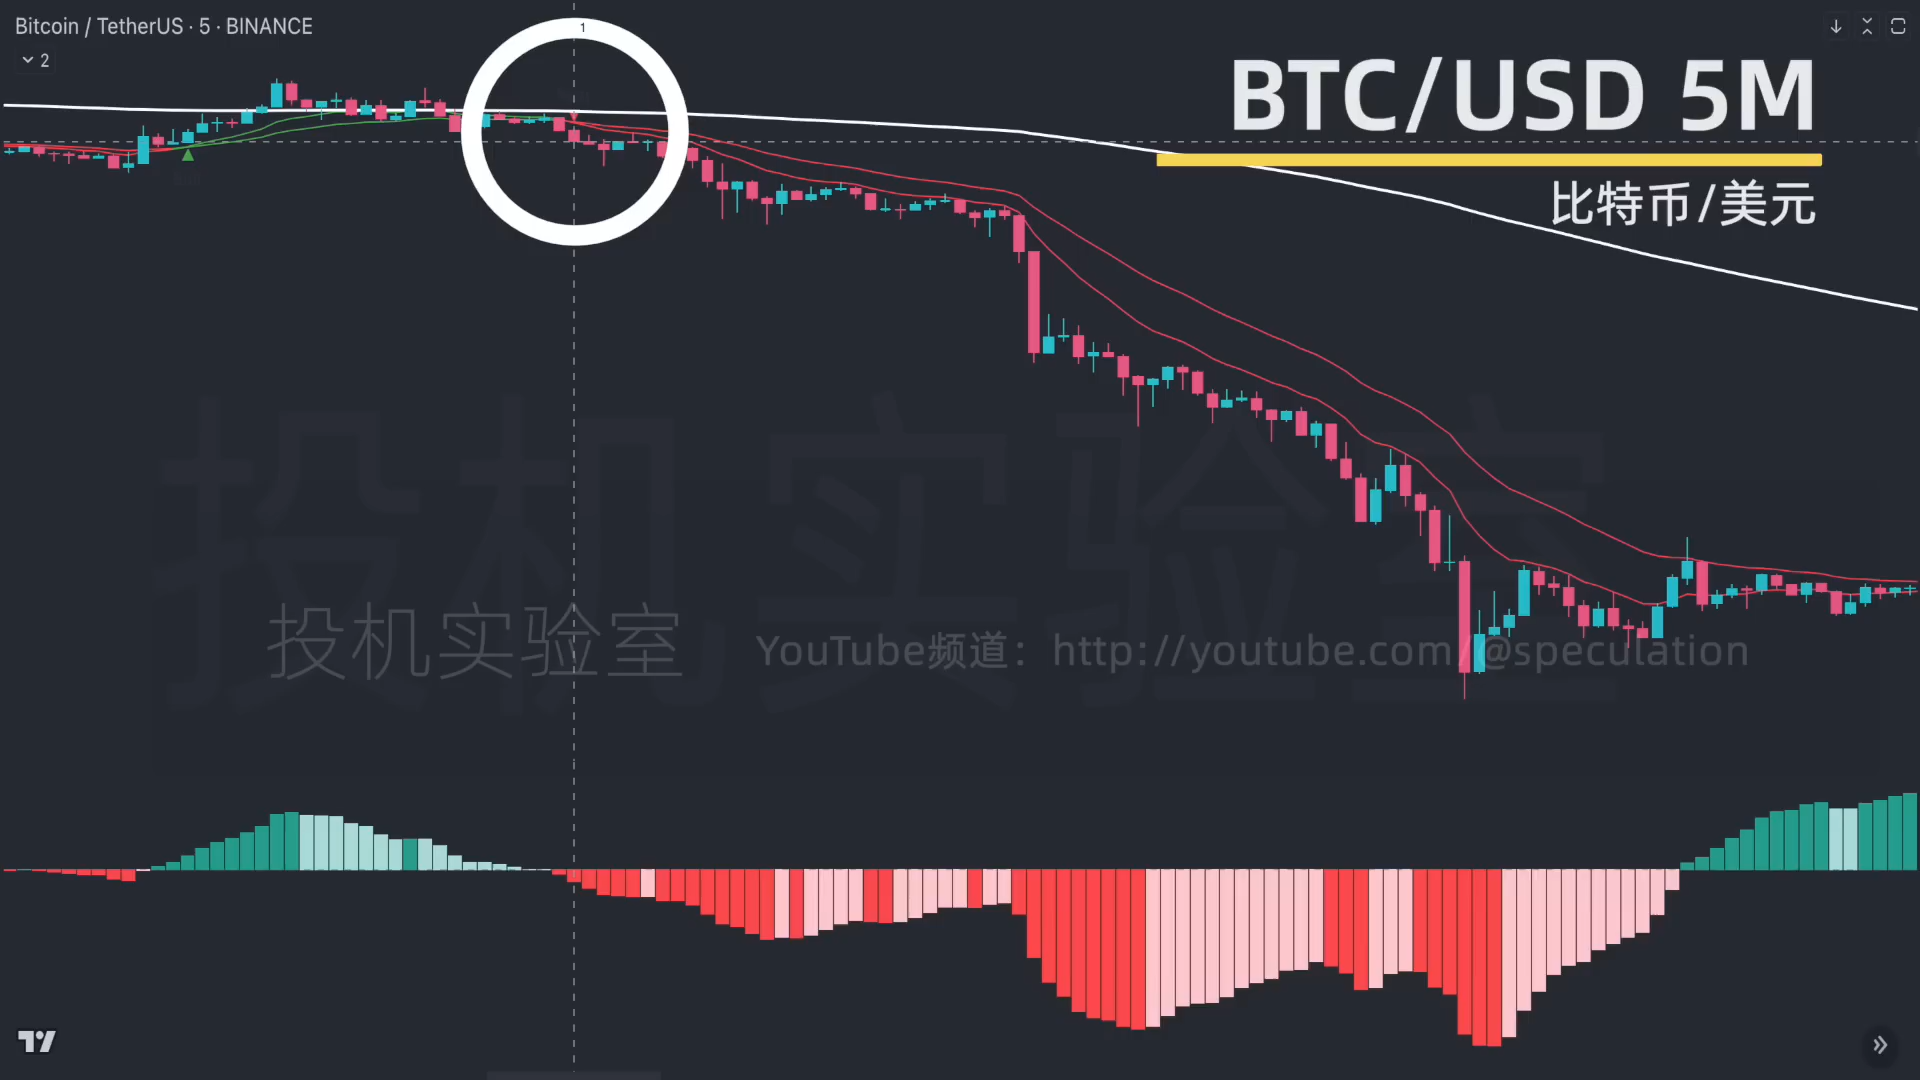 Bitcoin / TetherUS · 5 · BINANCE
2
1
BTC/USD 5M
比特币/美元
投机实验室
投机实验室
YouTube频道：http://youtube.com/@speculation